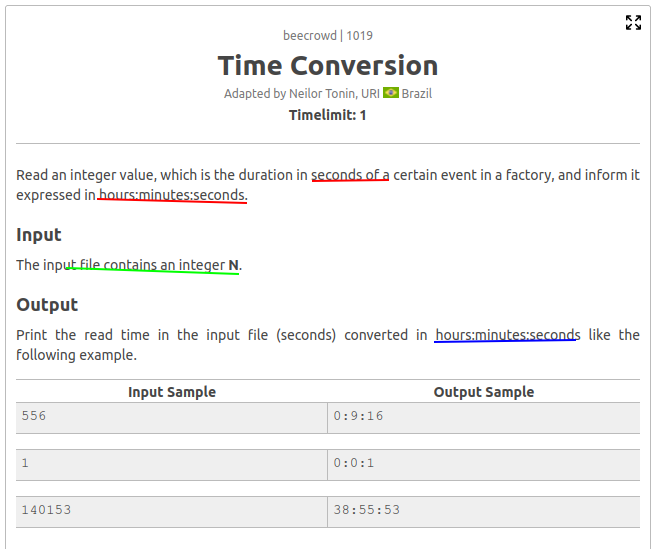 beecrowd | 1019
Time Conversion
Adapted by Neilor Tonin, URI Brazil
Timelimit: 1
Read an integer value, which is the duration in seconds of a certain event in a factory, and inform it
expressed in hours:minutes:seconds.
Input
The input file contains an integer N.
Output
Print the read time in the input file (seconds) converted in hours:minutes:seconds like the
following example.
Input Sample Output Sample
556 0:9:16
1 0:0:1
140153 38:55:53